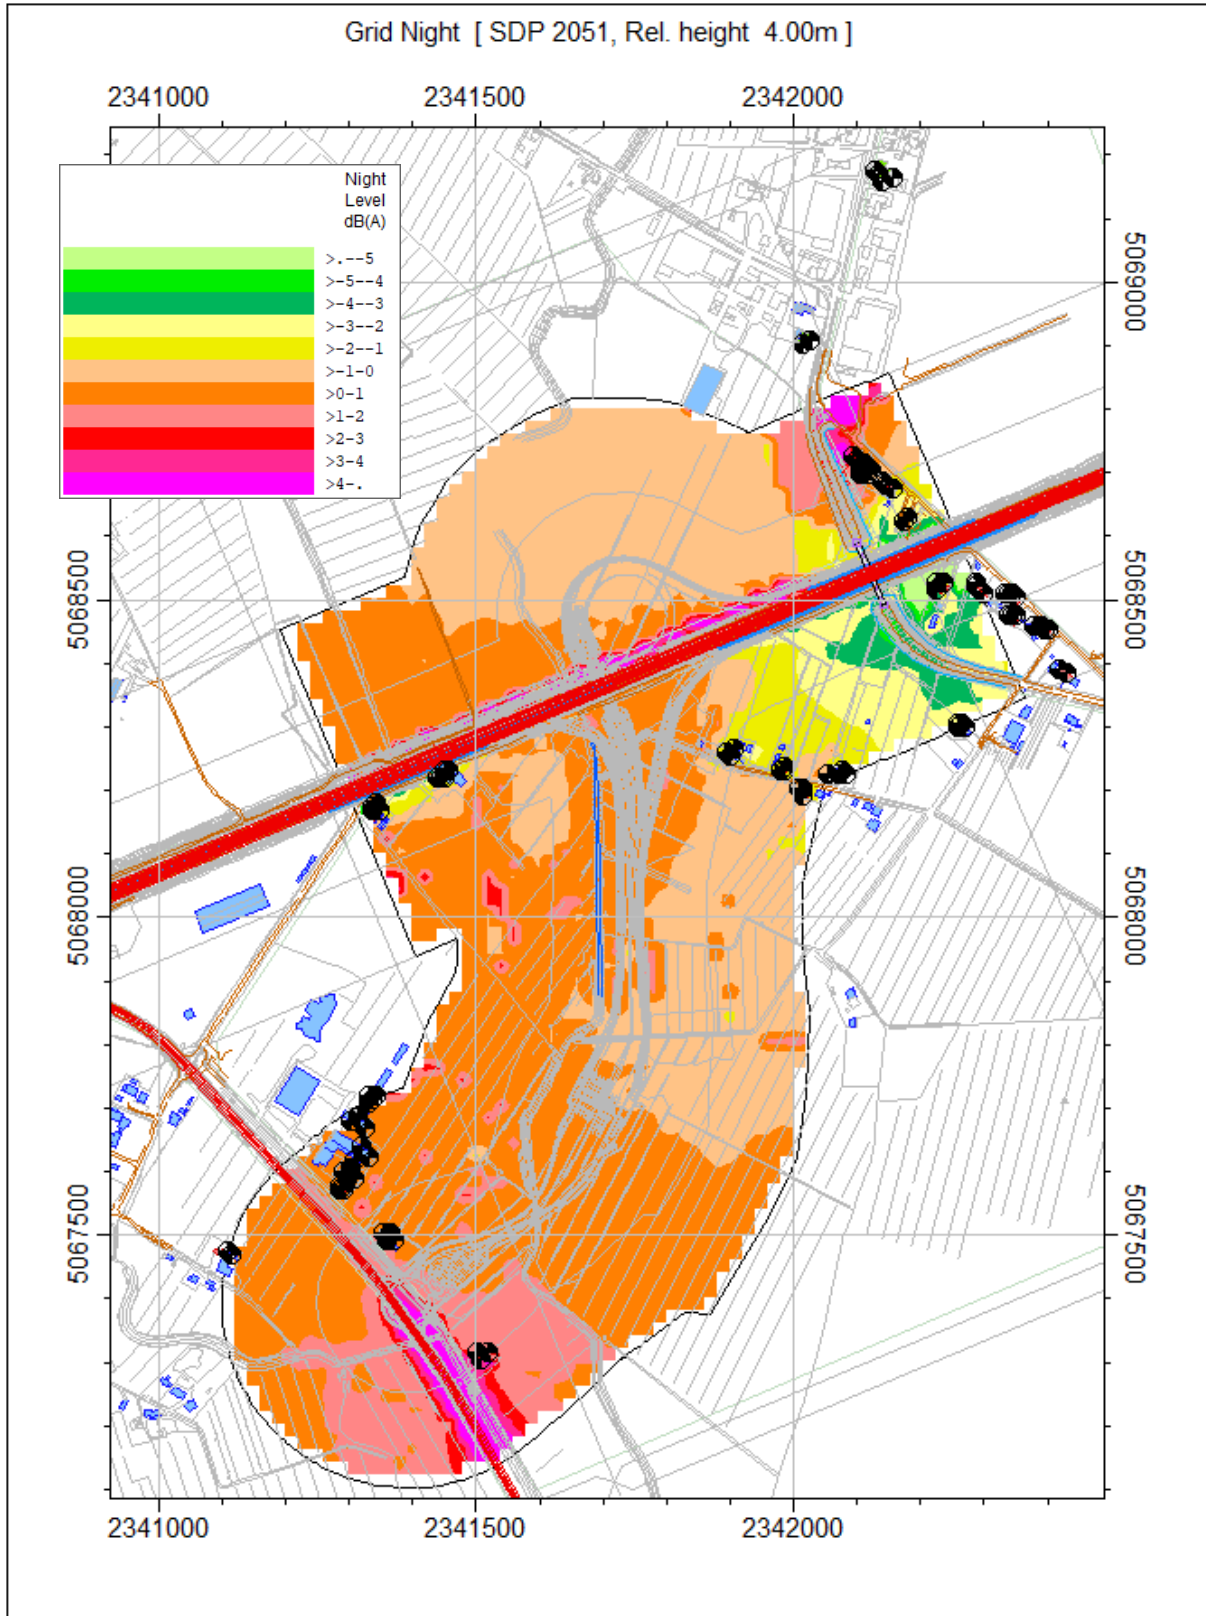 Grid Night [ SDP 2051, Rel. height 4.00m ]
2341000 2341500 2342000
Night
Level
dB(A)
>.--5
>-5--4
>-4--3
>-3--2
>-2--1
>-1-0
>0-1
>1-2
>2-3
>3-4
>4-.
5069000 5069000
5068500 5068500
5068000 5068000
5067500 5067500
2341000 2341500 2342000